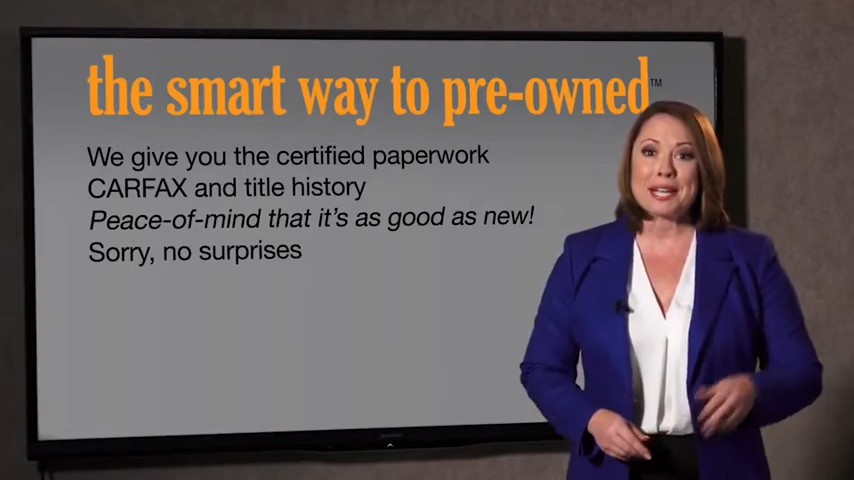 the smart way to pre-owned™
We give you the certified paperwork
CARFAX and title history
Peace-of-mind that it's as good as new!
Sorry, no surprises